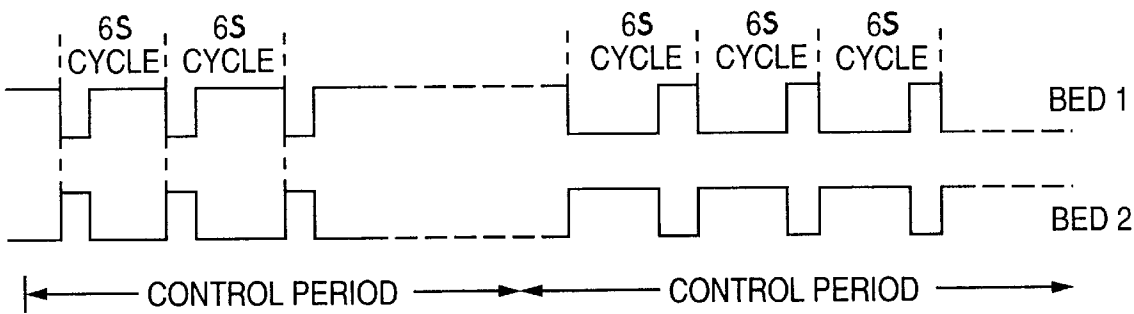 6S CYCLE
6S CYCLE
6S CYCLE
6S CYCLE
6S CYCLE
BED 1
BED 2
CONTROL PERIOD
CONTROL PERIOD